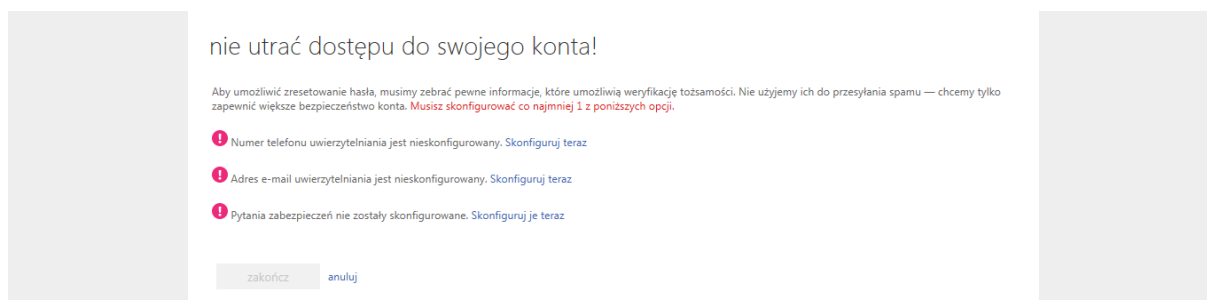 nie utrać dostępu do swojego konta!
Aby umożliwić zresetowanie hasła, musimy zebrać pewne informacje, które umożliwią weryfikację tożsamości. Nie użyjemy ich do przesyłania spamu — chcemy tylko
zapewnić większe bezpieczeństwo konta. Musisz skonfigurować co najmniej 1 z poniższych opcji.
Numer telefonu uwierzytelniania jest nieskonfigurowany. Skonfiguruj teraz
Adres e-mail uwierzytelniania jest nieskonfigurowany. Skonfiguruj teraz
Pytania zabezpieczeń nie zostały skonfigurowane. Skonfiguruj je teraz
zakończ anuluj